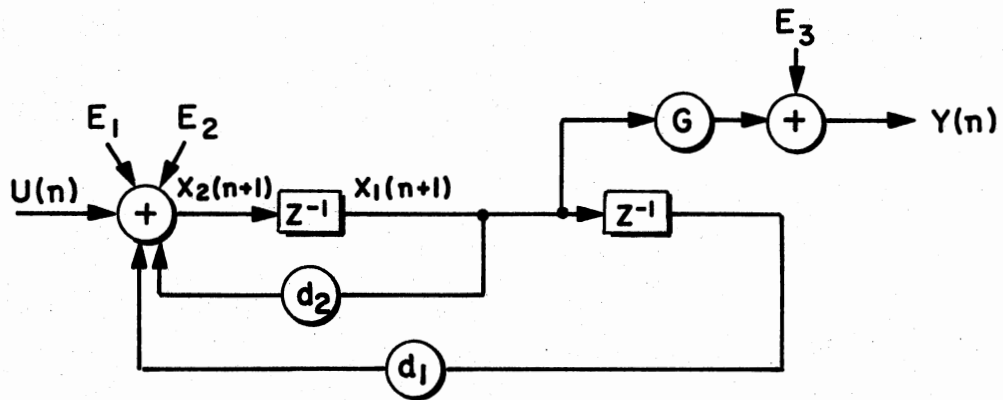 E₃
G
+
Y(n)
E₁ E₂
U(n)
+
X₂(n+1)
Z⁻¹
X₁(n+1)
Z⁻¹
d₂
d₁